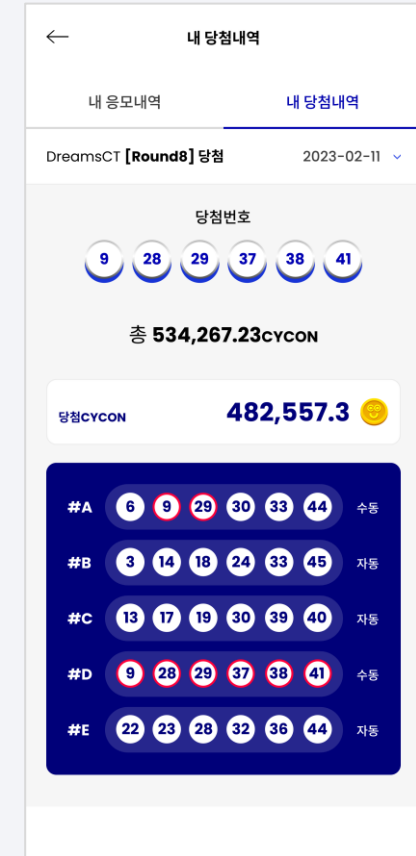 내 당첨내역
내 응모내역 내 당첨내역
DreamsCT [Round8] 당첨 2023-02-11
당첨번호
9 28 29 37 38 41
총 534,267.23CYCON
당첨CYCON 482,557.3
#A 6 9 29 30 33 44 수동
#B 3 14 18 24 33 45 자동
#C 13 17 19 30 39 40 자동
#D 9 28 29 37 38 41 수동
#E 22 23 28 32 36 44 자동